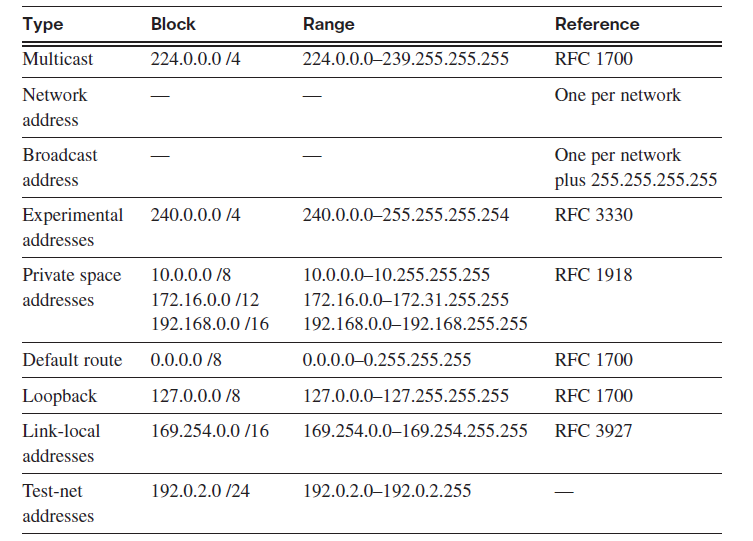 Type Block Range Reference
Multicast 224.0.0.0 /4 224.0.0.0–239.255.255.255 RFC 1700
Network — — One per network
address
Broadcast — — One per network
address plus 255.255.255.255
Experimental 240.0.0.0 /4 240.0.0.0–255.255.255.254 RFC 3330
addresses
Private space 10.0.0.0 /8 10.0.0.0–10.255.255.255 RFC 1918
addresses 172.16.0.0 /12 172.16.0.0–172.31.255.255
192.168.0.0 /16 192.168.0.0–192.168.255.255
Default route 0.0.0.0 /8 0.0.0.0–0.255.255.255 RFC 1700
Loopback 127.0.0.0 /8 127.0.0.0–127.255.255.255 RFC 1700
Link-local 169.254.0.0 /16 169.254.0.0–169.254.255.255 RFC 3927
addresses
Test-net 192.0.2.0 /24 192.0.2.0–192.0.2.255 —
addresses